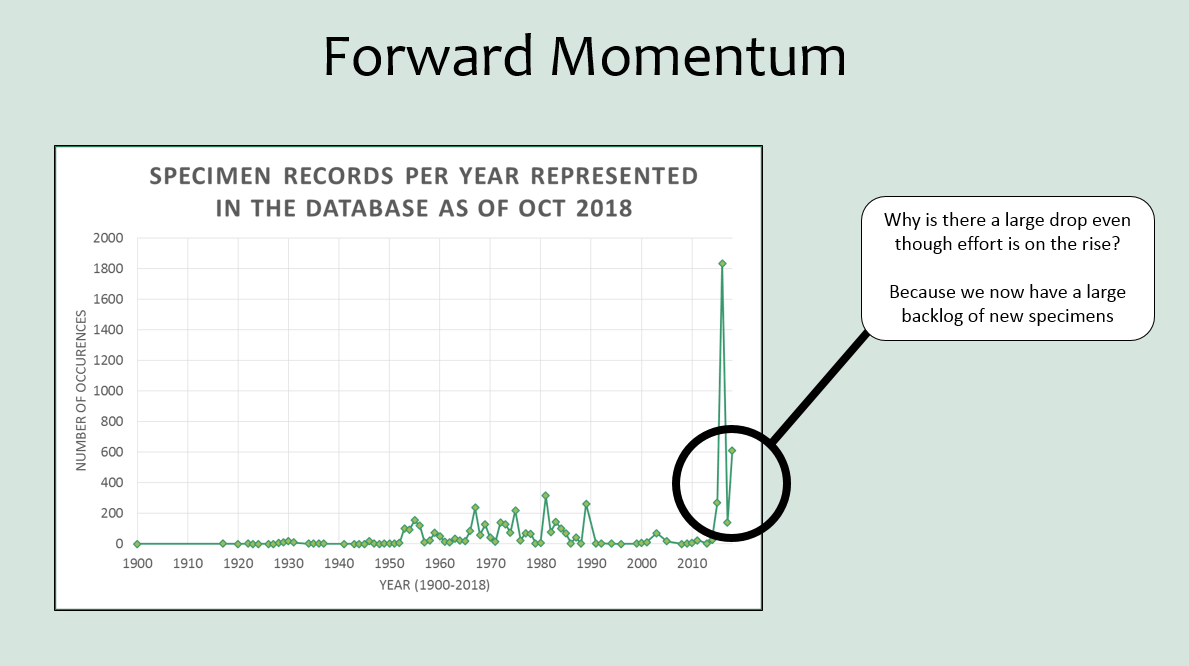 Forward Momentum
SPECIMEN RECORDS PER YEAR REPRESENTED
IN THE DATABASE AS OF OCT 2018
NUMBER OF OCCURENCES
2000
1800
1600
1400
1200
1000
800
600
400
200
0
1900 1910 1920 1930 1940 1950 1960 1970 1980 1990 2000 2010
YEAR (1900-2018)
Why is there a large drop even
though effort is on the rise?
Because we now have a large
backlog of new specimens